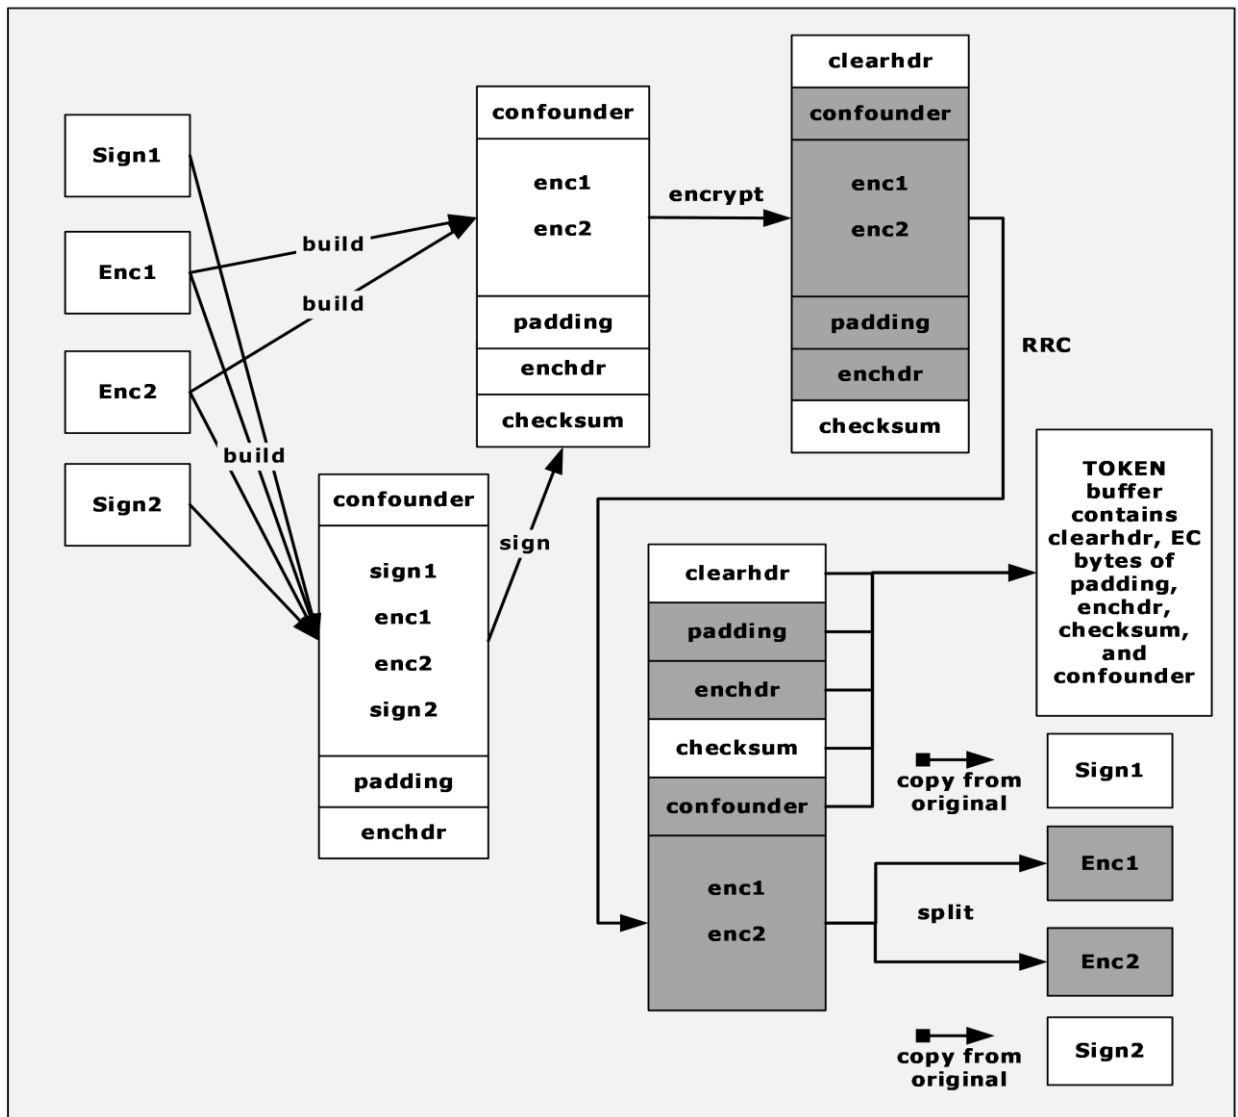 Sign1
Enc1
Enc2
Sign2
build
build
build
confounder
enc1
enc2
padding
enchdr
checksum
encrypt
clearhdr
confounder
enc1
enc2
padding
enchdr
checksum
RRC
confounder
sign1
enc1
enc2
sign2
padding
enchdr
sign
clearhdr
padding
enchdr
checksum
confounder
enc1
enc2
TOKEN
buffer
contains
clearhdr, EC
bytes of
padding,
enchdr,
checksum,
and
confounder
copy from
original
Sign1
split
Enc1
Enc2
copy from
original
Sign2